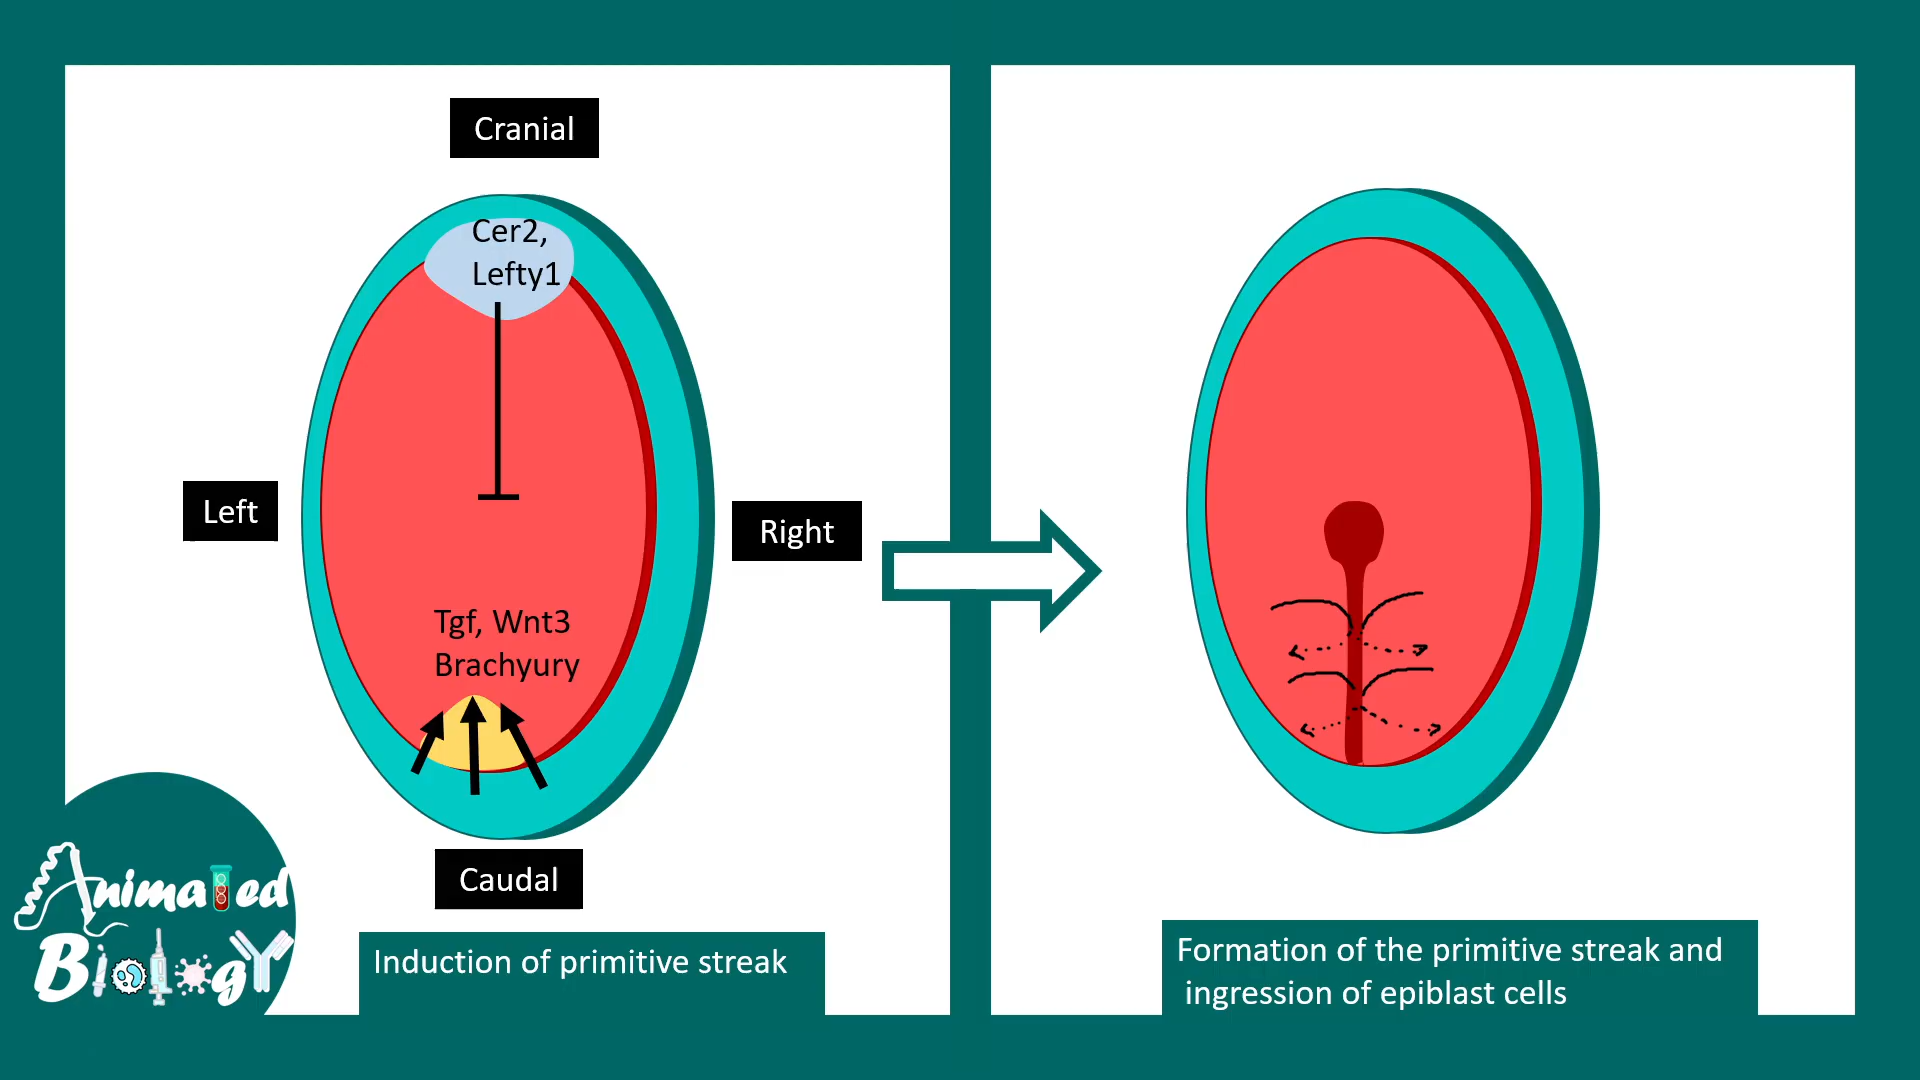 Cranial
Cer2,
Lefty1
Left
Right
Tgf, Wnt3
Brachyury
Caudal
Induction of primitive streak
Formation of the primitive streak and
ingression of epiblast cells
Animated
Biology